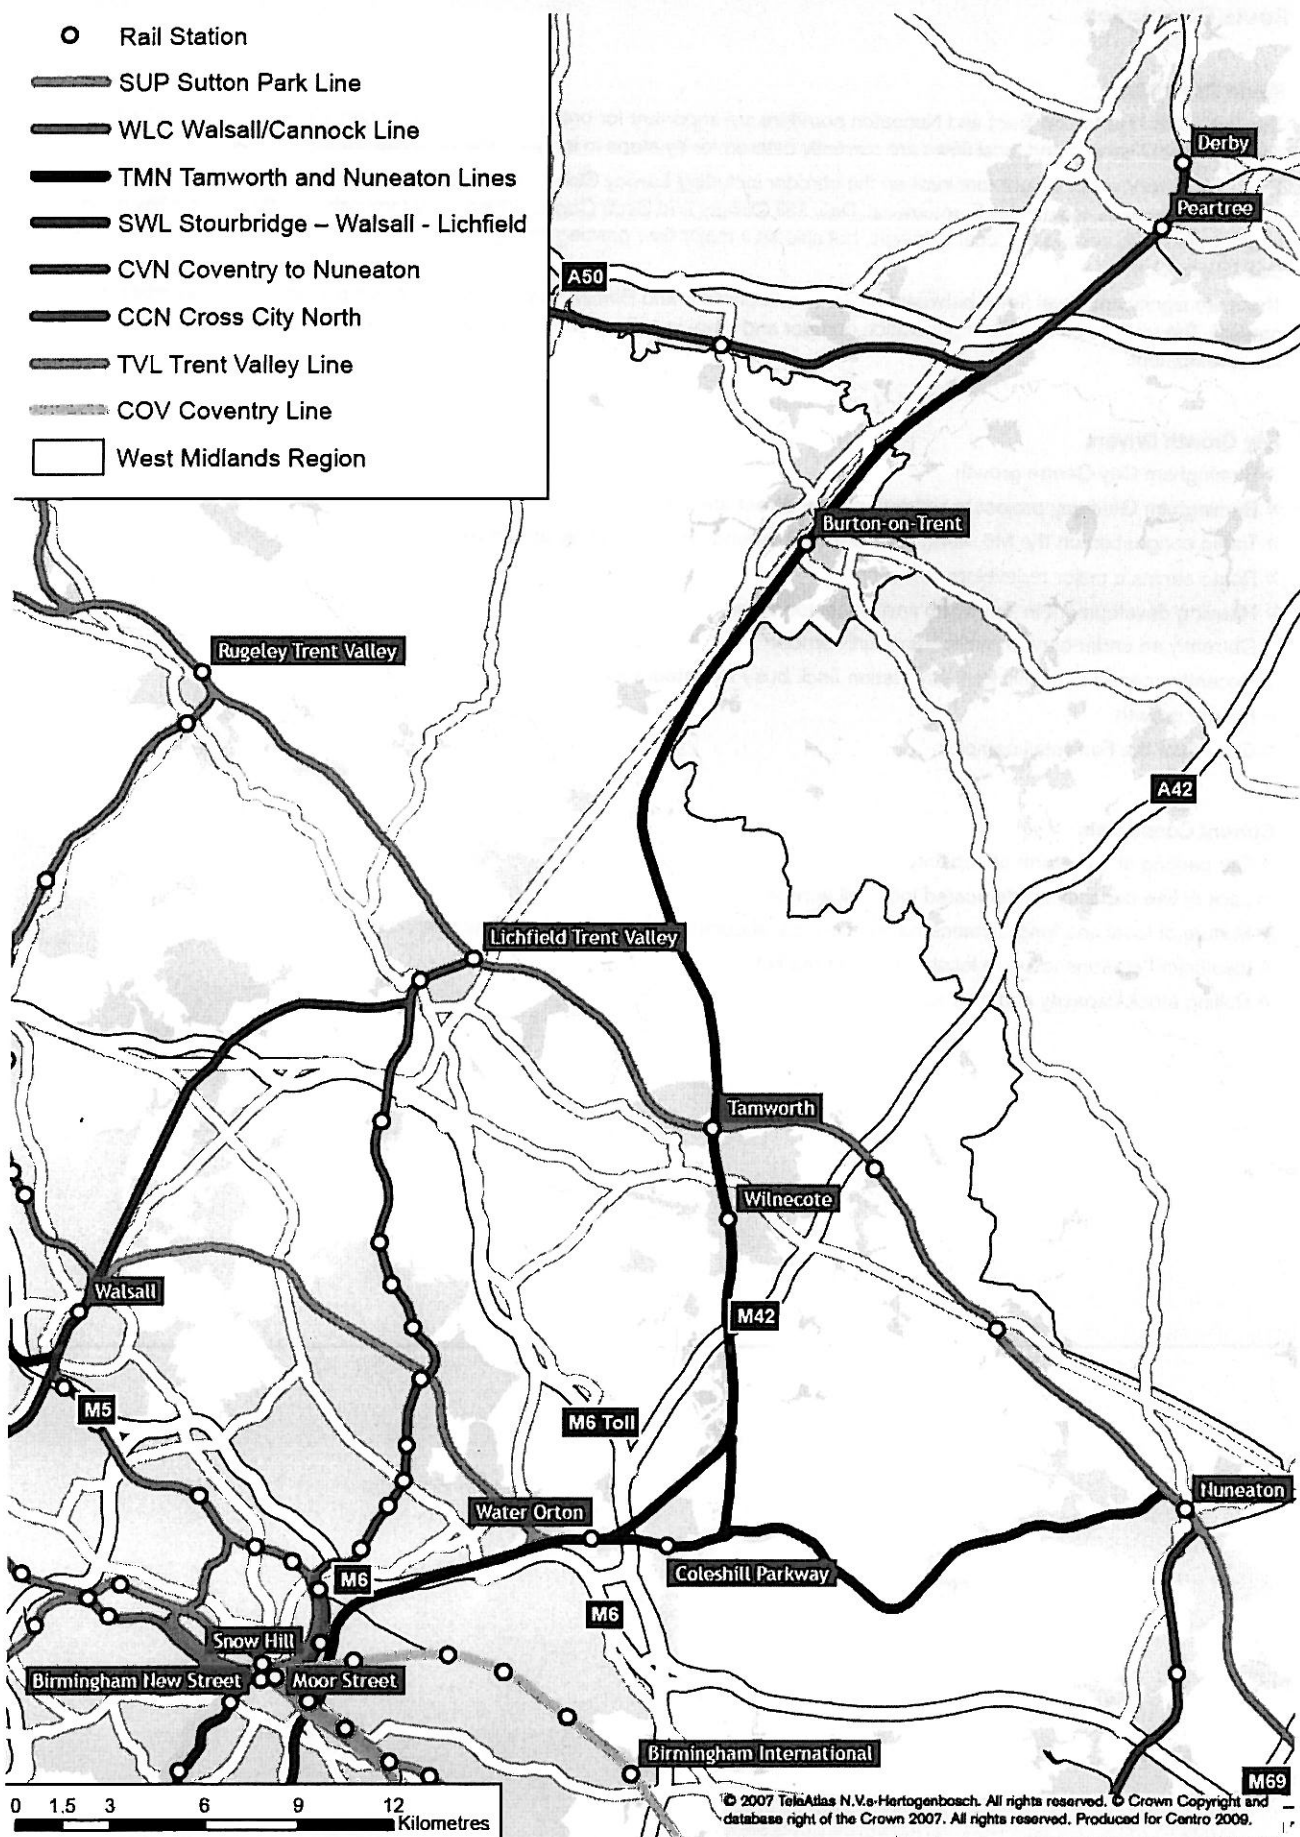 Rail Station
SUP Sutton Park Line
WLC Walsall/Cannock Line
TMN Tamworth and Nuneaton Lines
SWL Stourbridge – Walsall - Lichfield
CVN Coventry to Nuneaton
CCN Cross City North
TVL Trent Valley Line
COV Coventry Line
West Midlands Region
Derby
Peartree
A50
Burton-on-Trent
Rugeley Trent Valley
A42
Lichfield Trent Valley
Tamworth
Wilnecote
Walsall
M42
M5
M6 Toll
Nuneaton
Water Orton
Coleshill Parkway
M6
M6
Snow Hill
Birmingham New Street
Moor Street
Birmingham International
M69
0 1.5 3 6 9 12
Kilometres
© 2007 TeleAtlas N.V.s-Hertogenbosch. All rights reserved. © Crown Copyright and
database right of the Crown 2007. All rights reserved. Produced for Centro 2009.